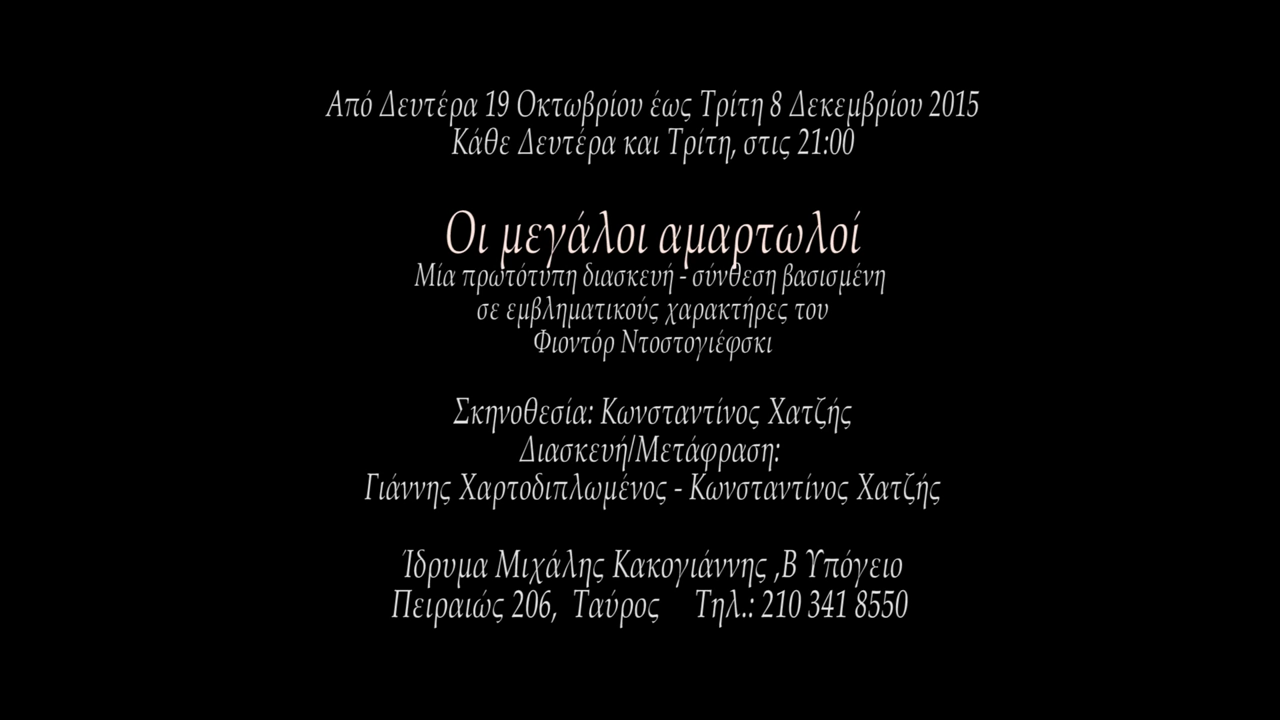 Από Δευτέρα 19 Οκτωβρίου έως Τρίτη 8 Δεκεμβρίου 2015
Κάθε Δευτέρα και Τρίτη, στις 21:00
Οι μεγάλοι αμαρτωλοί
Μία πρωτότυπη διασκευή - σύνθεση βασισμένη
σε εμβληματικούς χαρακτήρες του
Φιοντόρ Ντοστογιέφσκι
Σκηνοθεσία: Κωνσταντίνος Χατζής
Διασκευή/Μετάφραση:
Γιάννης Χαρτοδιπλωμένος - Κωνσταντίνος Χατζής
Ίδρυμα Μιχάλης Κακογιάννης ,Β Υπόγειο
Πειραιώς 206, Ταύρος Τηλ.: 210 341 8550